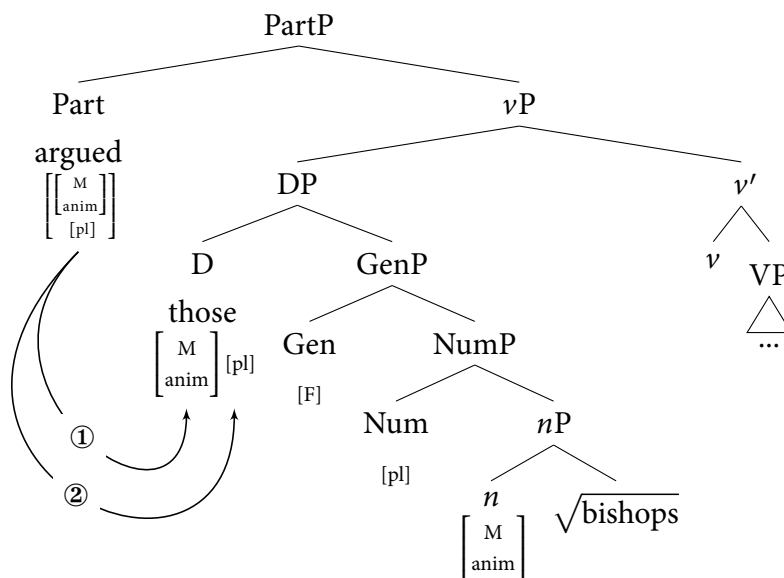 PartP
Part vP
argued
[[[M anim] [pl]]]
DP v′
D GenP v VP
those Gen NumP ...
[M anim] [pl] [F]
① Num nP
② [pl] n √bishops
[M anim]